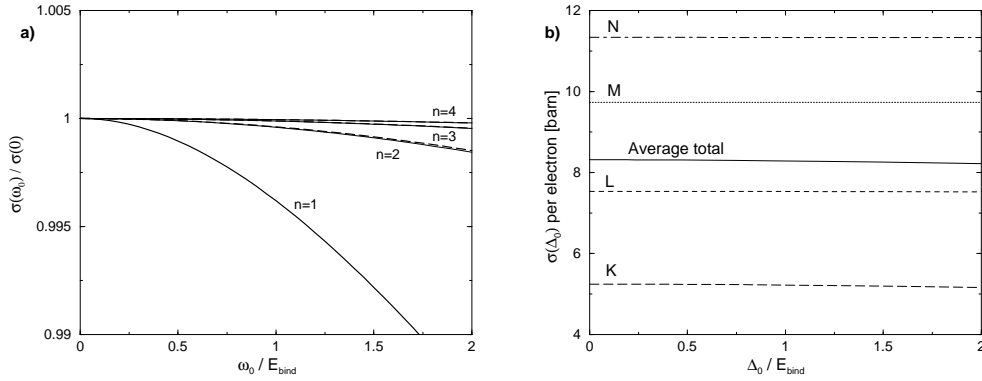 a)
1.005
1
0.995
0.99
σ(ω₀) / σ(0)
n=4
n=3
n=2
n=1
0
0.5
1
1.5
2
ω₀ / E_bind
b)
12
10
8
6
4
σ(Δ₀) per electron [barn]
N
M
Average total
L
K
0
0.5
1
1.5
2
Δ₀ / E_bind